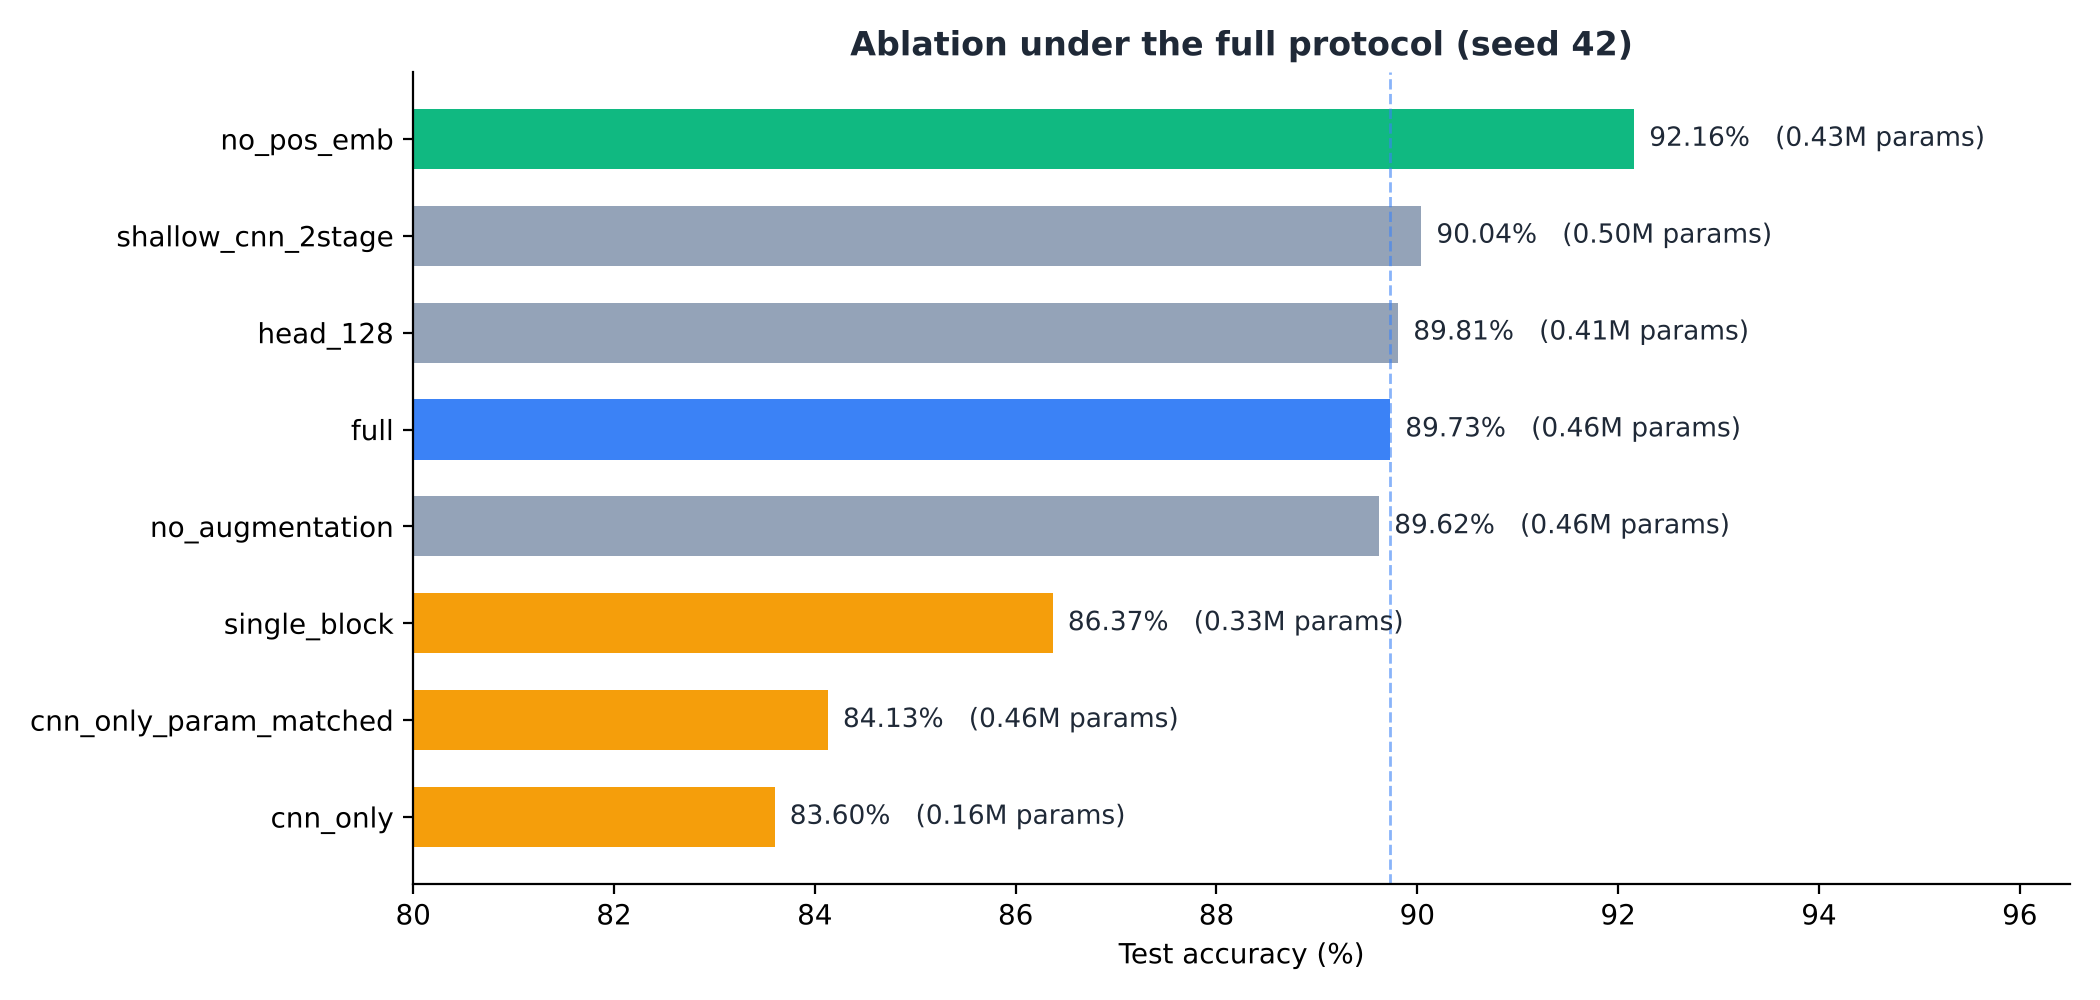 Ablation under the full protocol (seed 42)
no_pos_emb 92.16% (0.43M params)
shallow_cnn_2stage 90.04% (0.50M params)
head_128 89.81% (0.41M params)
full 89.73% (0.46M params)
no_augmentation 89.62% (0.46M params)
single_block 86.37% (0.33M params)
cnn_only_param_matched 84.13% (0.46M params)
cnn_only 83.60% (0.16M params)
80 82 84 86 88 90 92 94 96
Test accuracy (%)